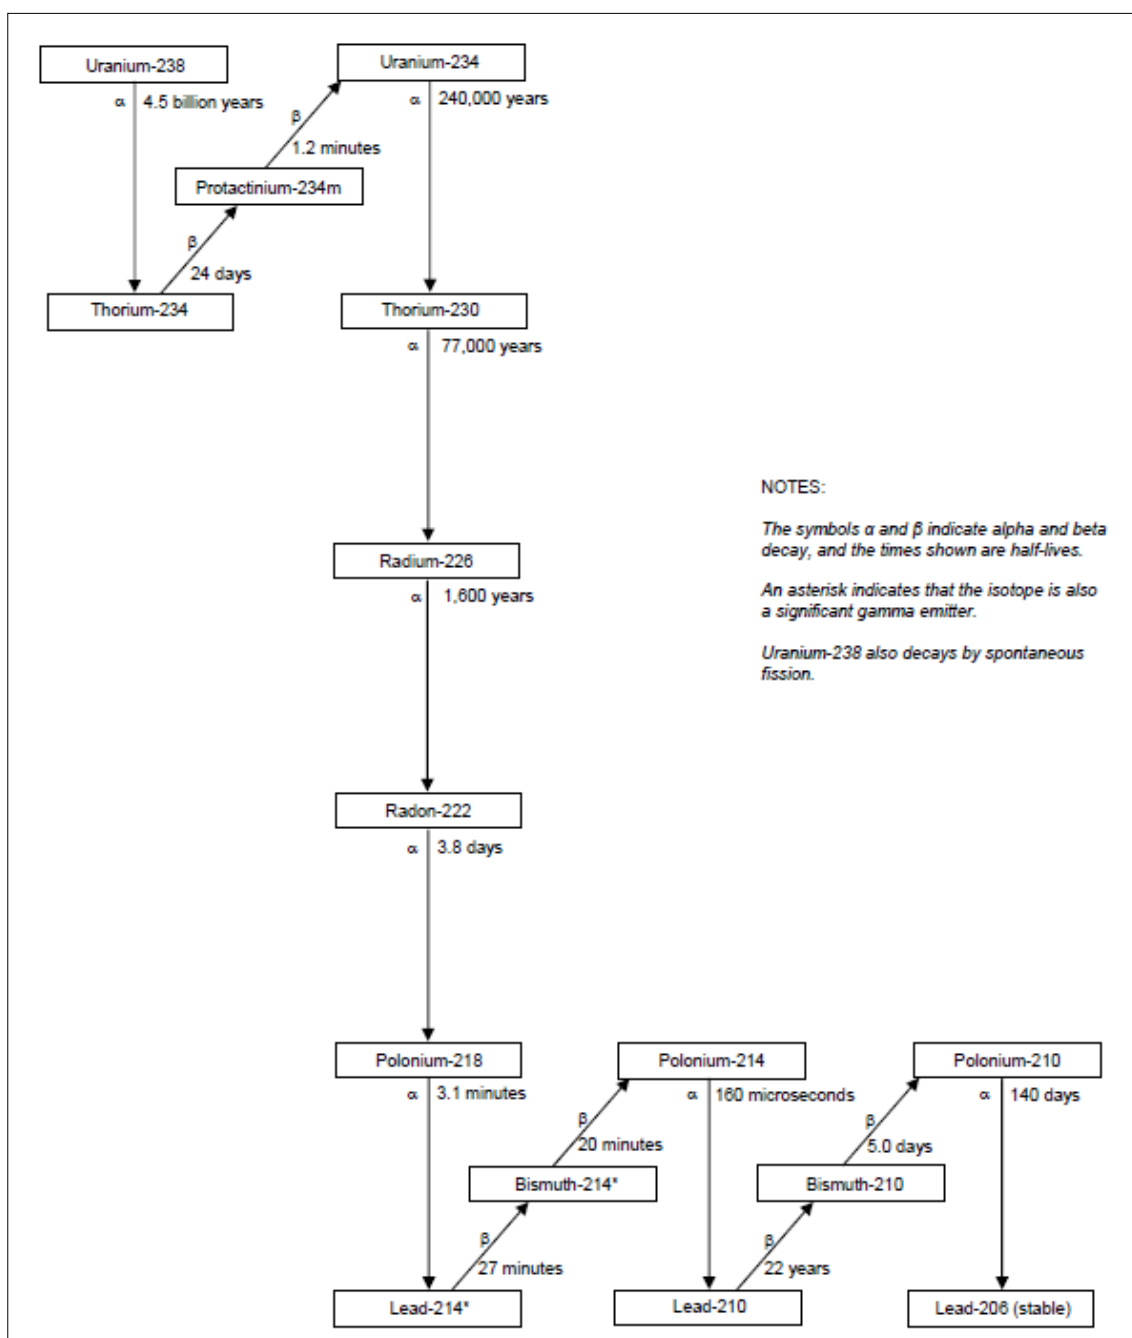 Uranium-238
Uranium-234
α 4.5 billion years
α 240,000 years
β
1.2 minutes
Protactinium-234m
β
24 days
Thorium-234
Thorium-230
α 77,000 years
NOTES:
The symbols α and β indicate alpha and beta
decay, and the times shown are half-lives.
An asterisk indicates that the isotope is also
a significant gamma emitter.
Uranium-238 also decays by spontaneous
fission.
Radium-226
α 1,600 years
Radon-222
α 3.8 days
Polonium-218
Polonium-214
Polonium-210
α 3.1 minutes
α 160 microseconds
α 140 days
β
20 minutes
β
5.0 days
Bismuth-214*
Bismuth-210
β
27 minutes
β
22 years
Lead-214*
Lead-210
Lead-206 (stable)